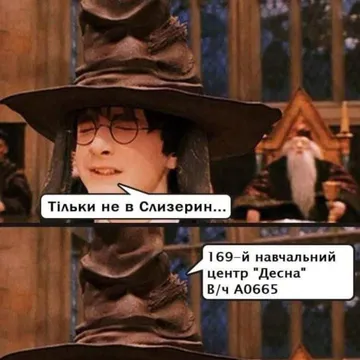 Тільки не в Слизерин...
169-й навчальний
центр "Десна"
В/ч А0665